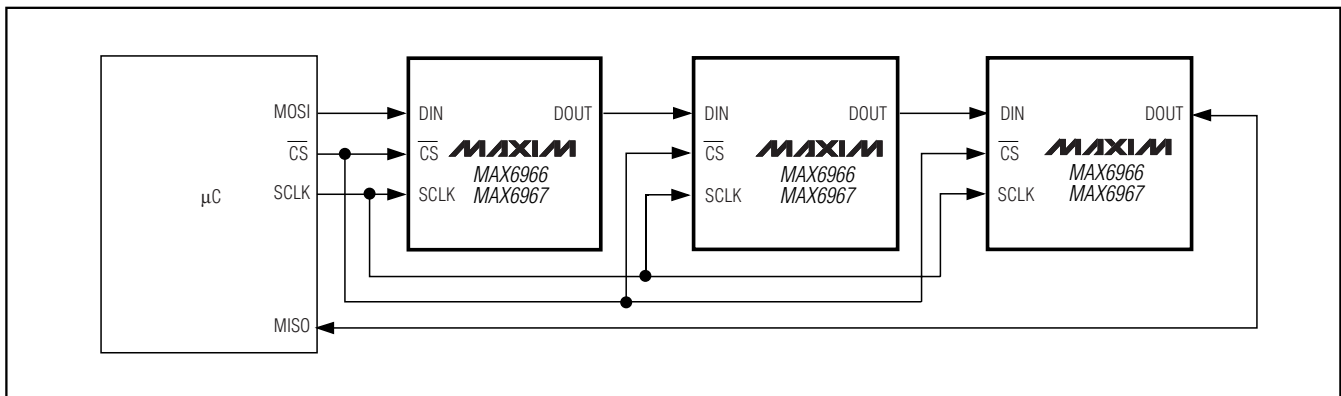 μC
MOSI
CS
SCLK
MISO
DIN
DOUT
CS
MAXIM
MAX6966
SCLK
MAX6967
DIN
DOUT
CS
MAXIM
MAX6966
SCLK
MAX6967
DIN
DOUT
CS
MAXIM
MAX6966
SCLK
MAX6967